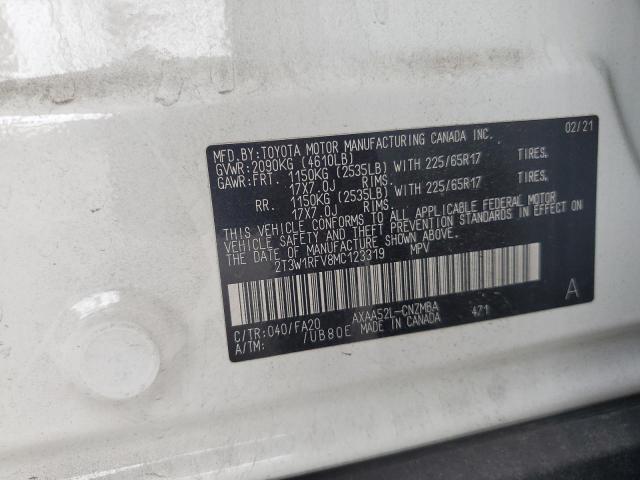 MFD.BY:TOYOTA MOTOR MANUFACTURING CANADA INC. 02/21
GVWR:2090KG (4610LB)
GAWR:FRT. 1150KG (2535LB) WITH 225/65R17 TIRES.
17X7.0J RIMS.
RR. 1150KG (2535LB) WITH 225/65R17 TIRES.
17X7.0J RIMS.
THIS VEHICLE CONFORMS TO ALL APPLICABLE FEDERAL MOTOR
VEHICLE SAFETY AND THEFT PREVENTION STANDARDS IN EFFECT ON
THE DATE OF MANUFACTURE SHOWN ABOVE.
2T3W1RFV8MC123319 MPV
A
C/TR:040/FA20 AXAA52L-CNZMBA 471
A/TM: /UB80E MADE IN CANADA